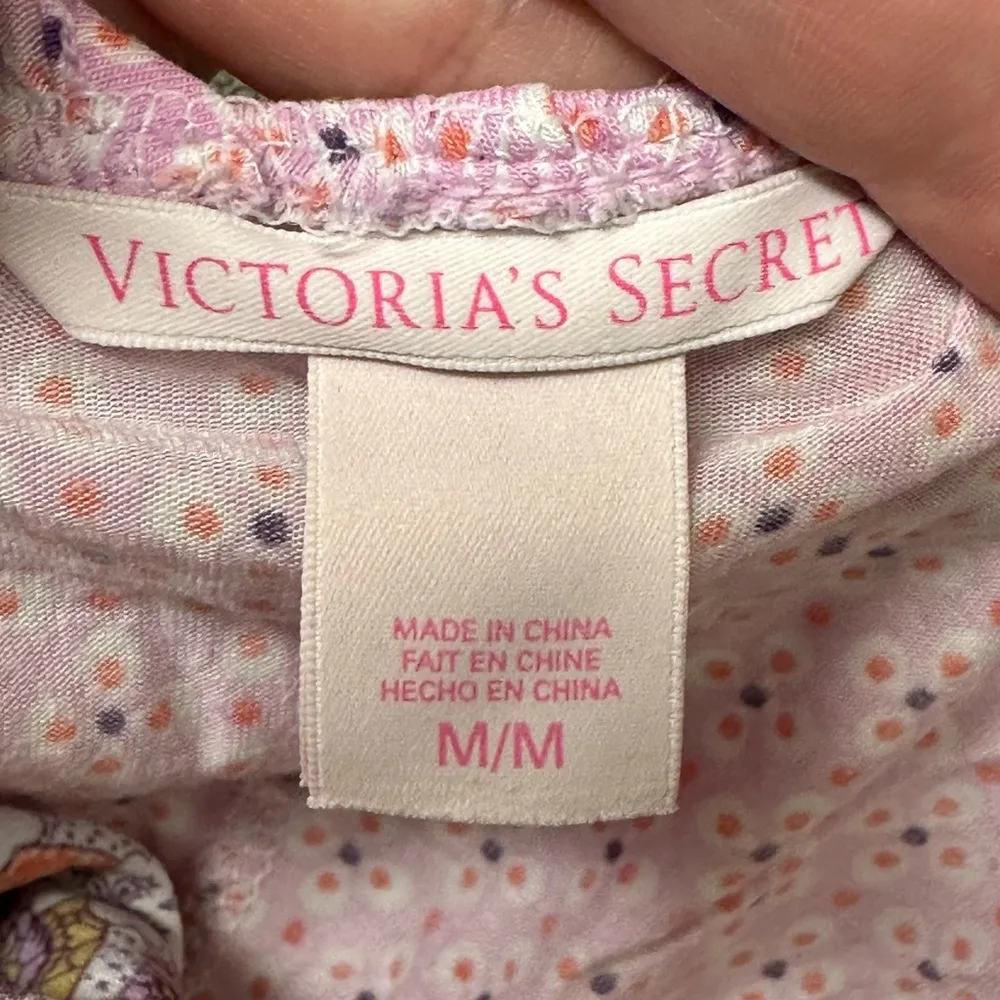 VICTORIA'S SECRET
MADE IN CHINA
FAIT EN CHINE
HECHO EN CHINA
M/M